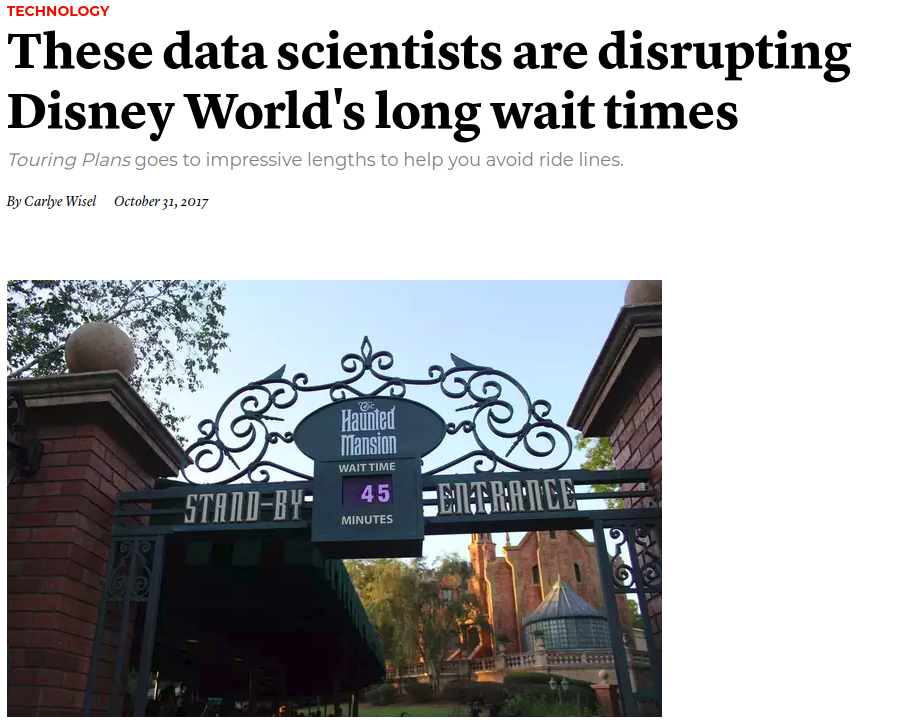 TECHNOLOGY
These data scientists are disrupting
Disney World's long wait times
Touring Plans goes to impressive lengths to help you avoid ride lines.
By Carlye Wisel October 31, 2017
The
Haunted
Mansion
WAIT TIME
STAND-BY 45 ENTRANCE
MINUTES